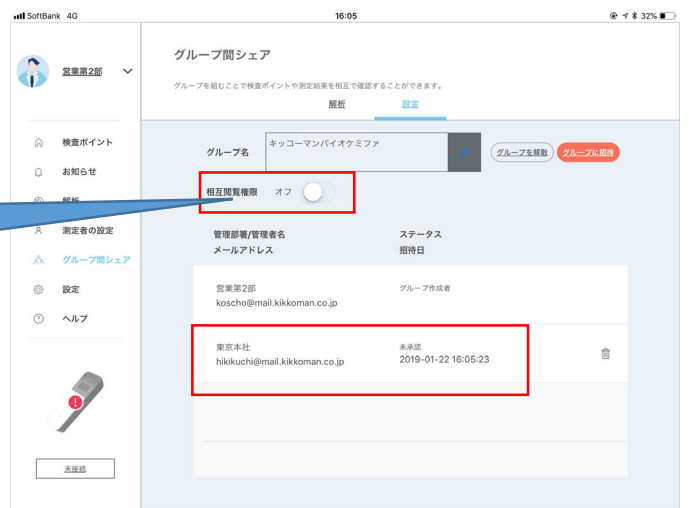 SoftBank 4G
16:05
32%
営業第2部
グループ間シェア
グループを組むことで検査ポイントや測定結果を相互で確認することができます。
解析
設定
検査ポイント
お知らせ
解析
測定者の設定
グループ間シェア
設定
ヘルプ
未接続
グループ名
キッコーマンバイオケミファ
グループを解散
グループに招待
相互閲覧権限
オフ
管理部署/管理者名
メールアドレス
ステータス
招待日
営業第2部
koscho@mail.kikkoman.co.jp
グループ作成者
東京本社
hikikuchi@mail.kikkoman.co.jp
未承認
2019-01-22 16:05:23